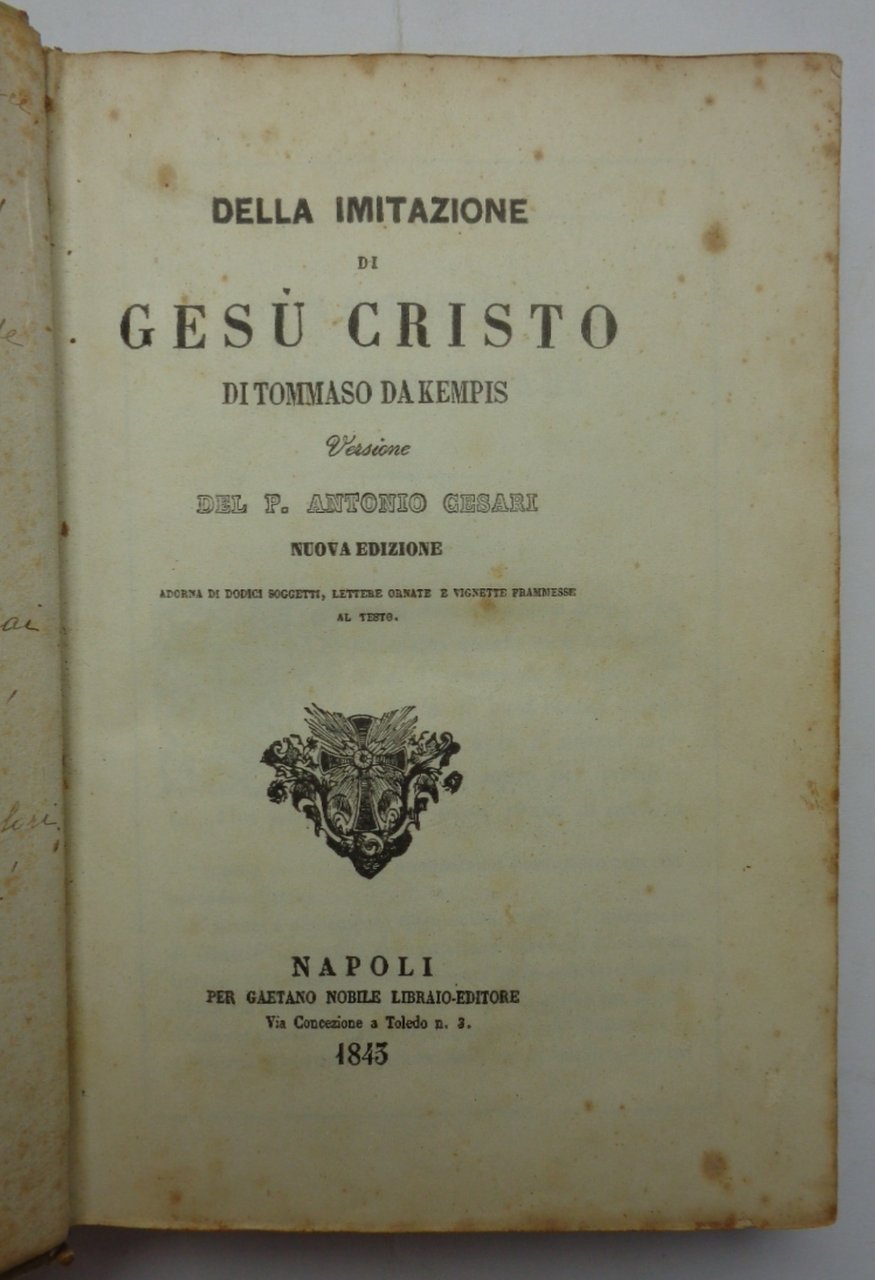 DELLA IMITAZIONE
DI
GESÙ CRISTO
DI TOMMASO DA KEMPIS
Versione
DEL P. ANTONIO CESARI
NUOVA EDIZIONE
ADORNA DI DODICI SOGGETTI, LETTERE ORNATE E VIGNETTE FRAMMESSE
AL TESTO.
NAPOLI
PER GAETANO NOBILE LIBRAIO-EDITORE
Via Concezione a Toledo n. 3.
1843